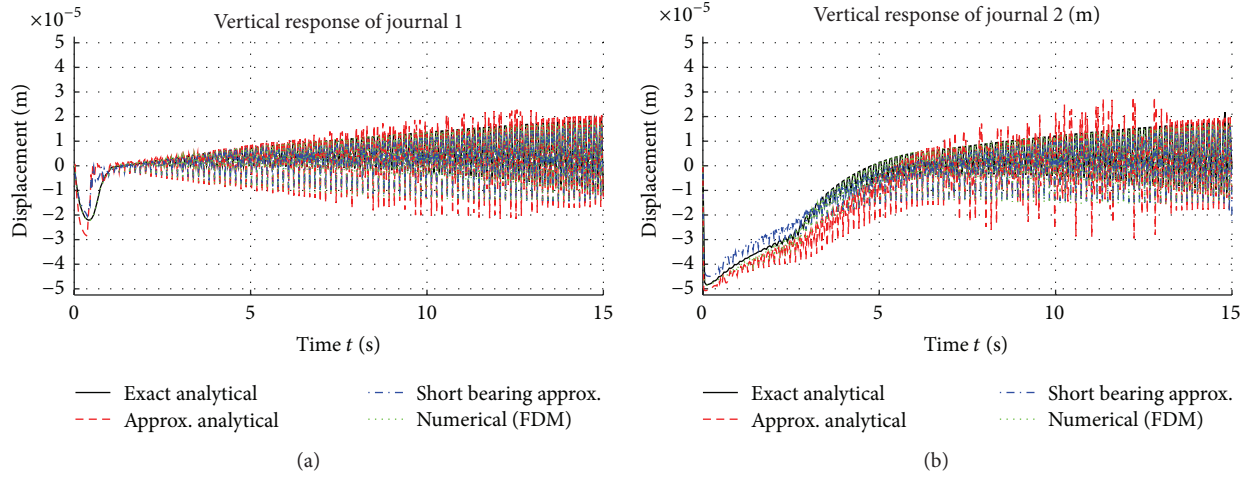 Vertical response of journal 1
×10⁻⁵
5
4
3
2
1
0
−1
−2
−3
−4
−5
Displacement (m)
0
5
10
15
Time t (s)
Exact analytical
Approx. analytical
Short bearing approx.
Numerical (FDM)
(a)
Vertical response of journal 2 (m)
×10⁻⁵
5
4
3
2
1
0
−1
−2
−3
−4
−5
Displacement (m)
0
5
10
15
Time t (s)
Exact analytical
Approx. analytical
Short bearing approx.
Numerical (FDM)
(b)